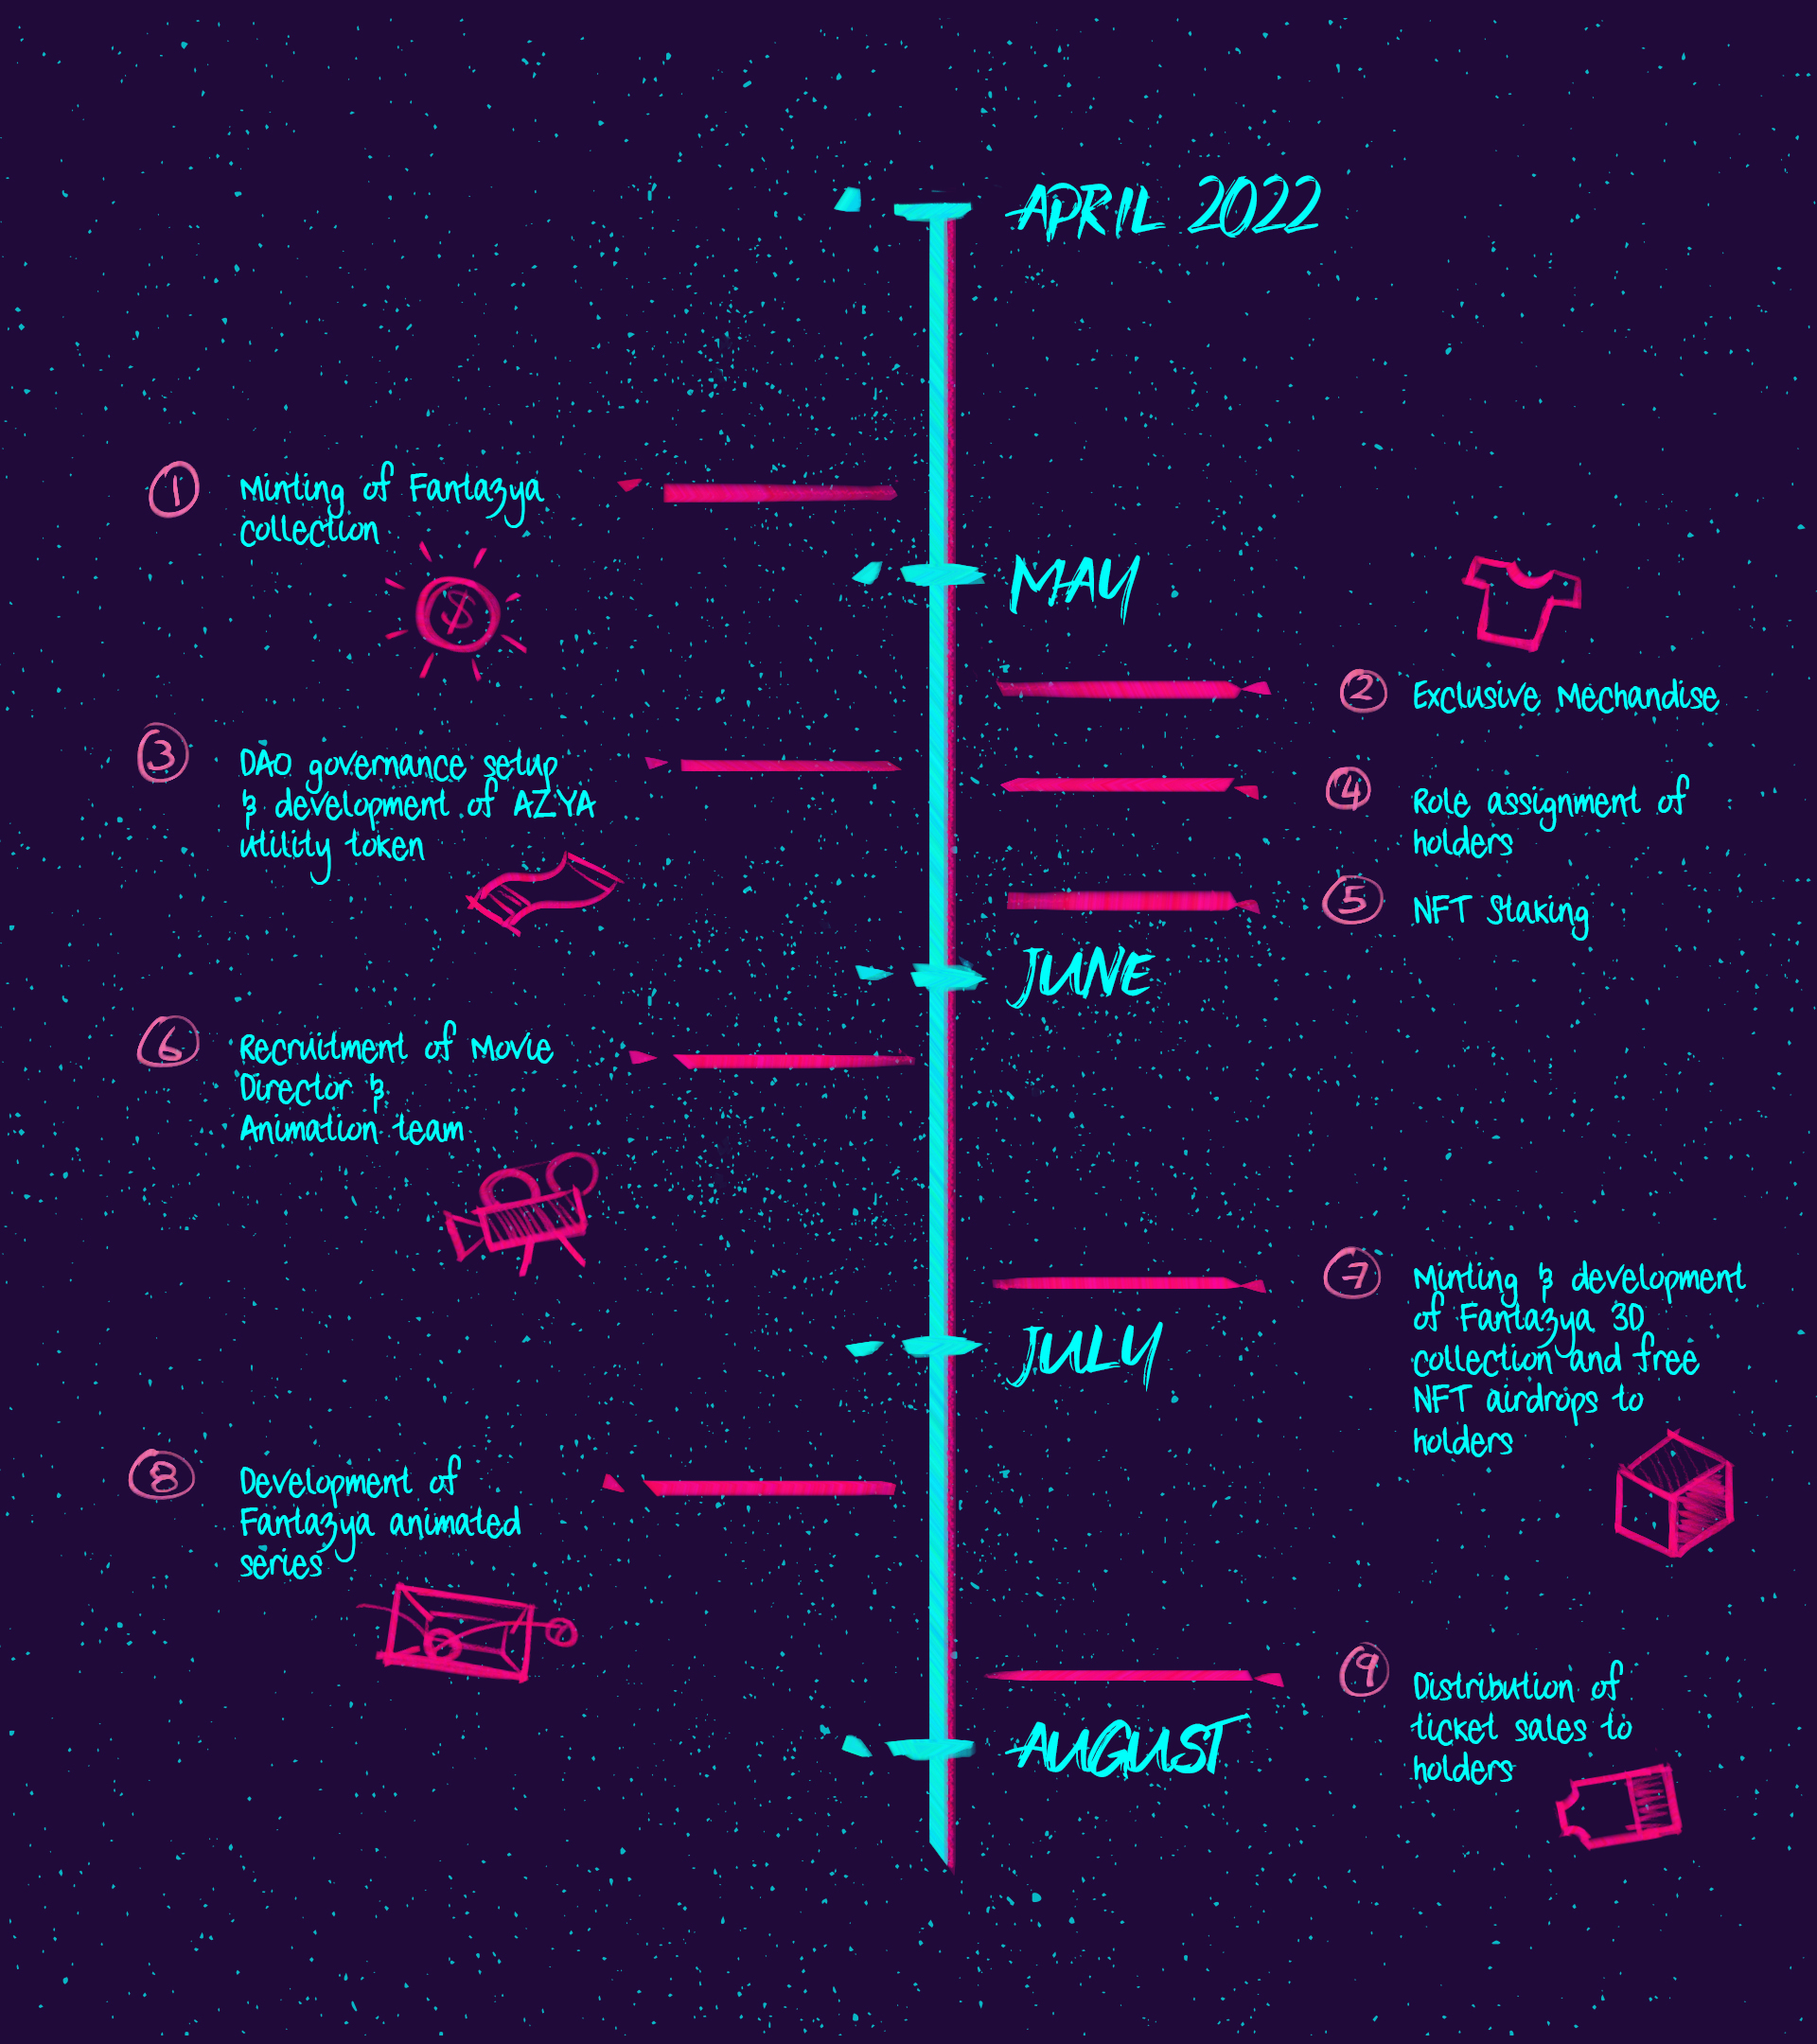 APRIL 2022
1
Minting of Fantazya
collection
MAY
2
Exclusive Mechandise
3
DAO governance setup
& development of AZYA
utility token
4
Role assignment of
holders
5
NFT Staking
JUNE
6
Recruitment of Movie
Director &
Animation team
7
Minting & development
of Fantazya 3D
collection and free
NFT airdrops to
holders
JULY
8
Development of
Fantazya animated
series
9
Distribution of
ticket sales to
holders
AUGUST
$